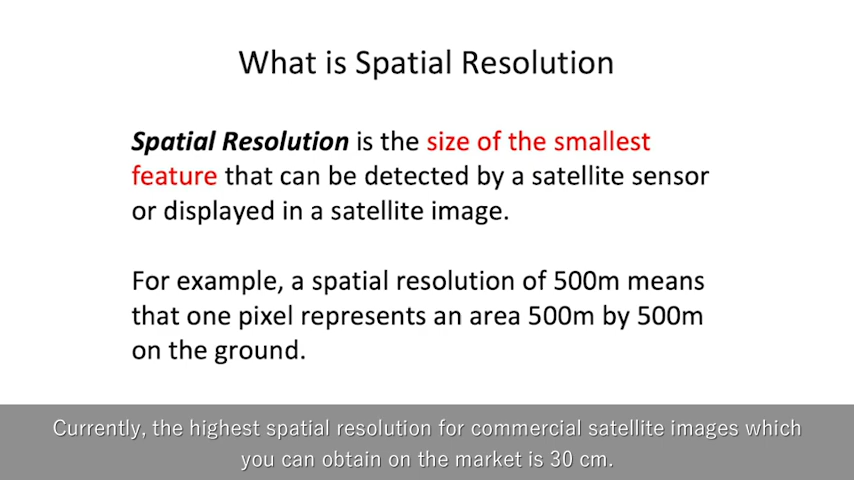 What is Spatial Resolution
Spatial Resolution is the size of the smallest
feature that can be detected by a satellite sensor
or displayed in a satellite image.
For example, a spatial resolution of 500m means
that one pixel represents an area 500m by 500m
on the ground.
Currently, the highest spatial resolution for commercial satellite images which
you can obtain on the market is 30 cm.